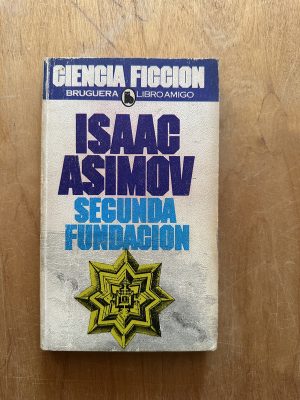 CIENCIA FICCION
BRUGUERA LIBRO AMIGO
ISAAC
ASIMOV
SEGUNDA
FUNDACION